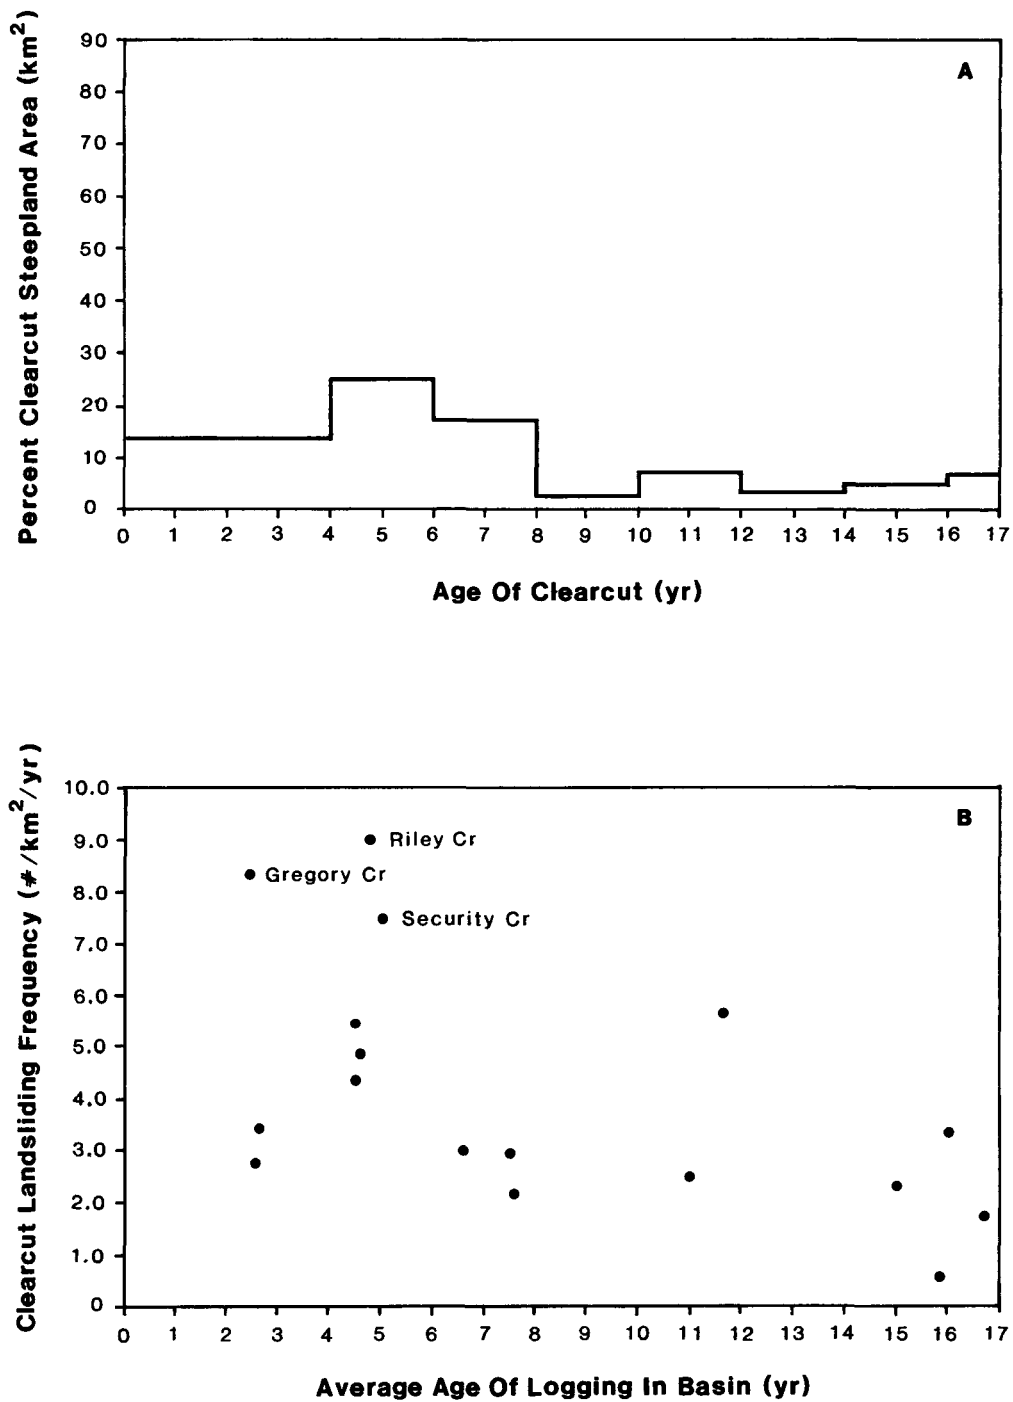 Percent Clearcut Steepland Area (km²)
A
90
80
70
60
50
40
30
20
10
0
0 1 2 3 4 5 6 7 8 9 10 11 12 13 14 15 16 17
Age Of Clearcut (yr)
Clearcut Landsliding Frequency (#/km²/yr)
B
10.0
9.0
8.0
7.0
6.0
5.0
4.0
3.0
2.0
1.0
0
Riley Cr
Gregory Cr
Security Cr
0 1 2 3 4 5 6 7 8 9 10 11 12 13 14 15 16 17
Average Age Of Logging In Basin (yr)